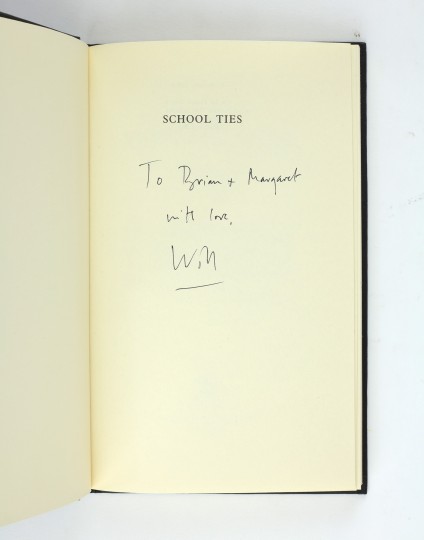 SCHOOL TIES
To Brian + Margaret
with love,
Will